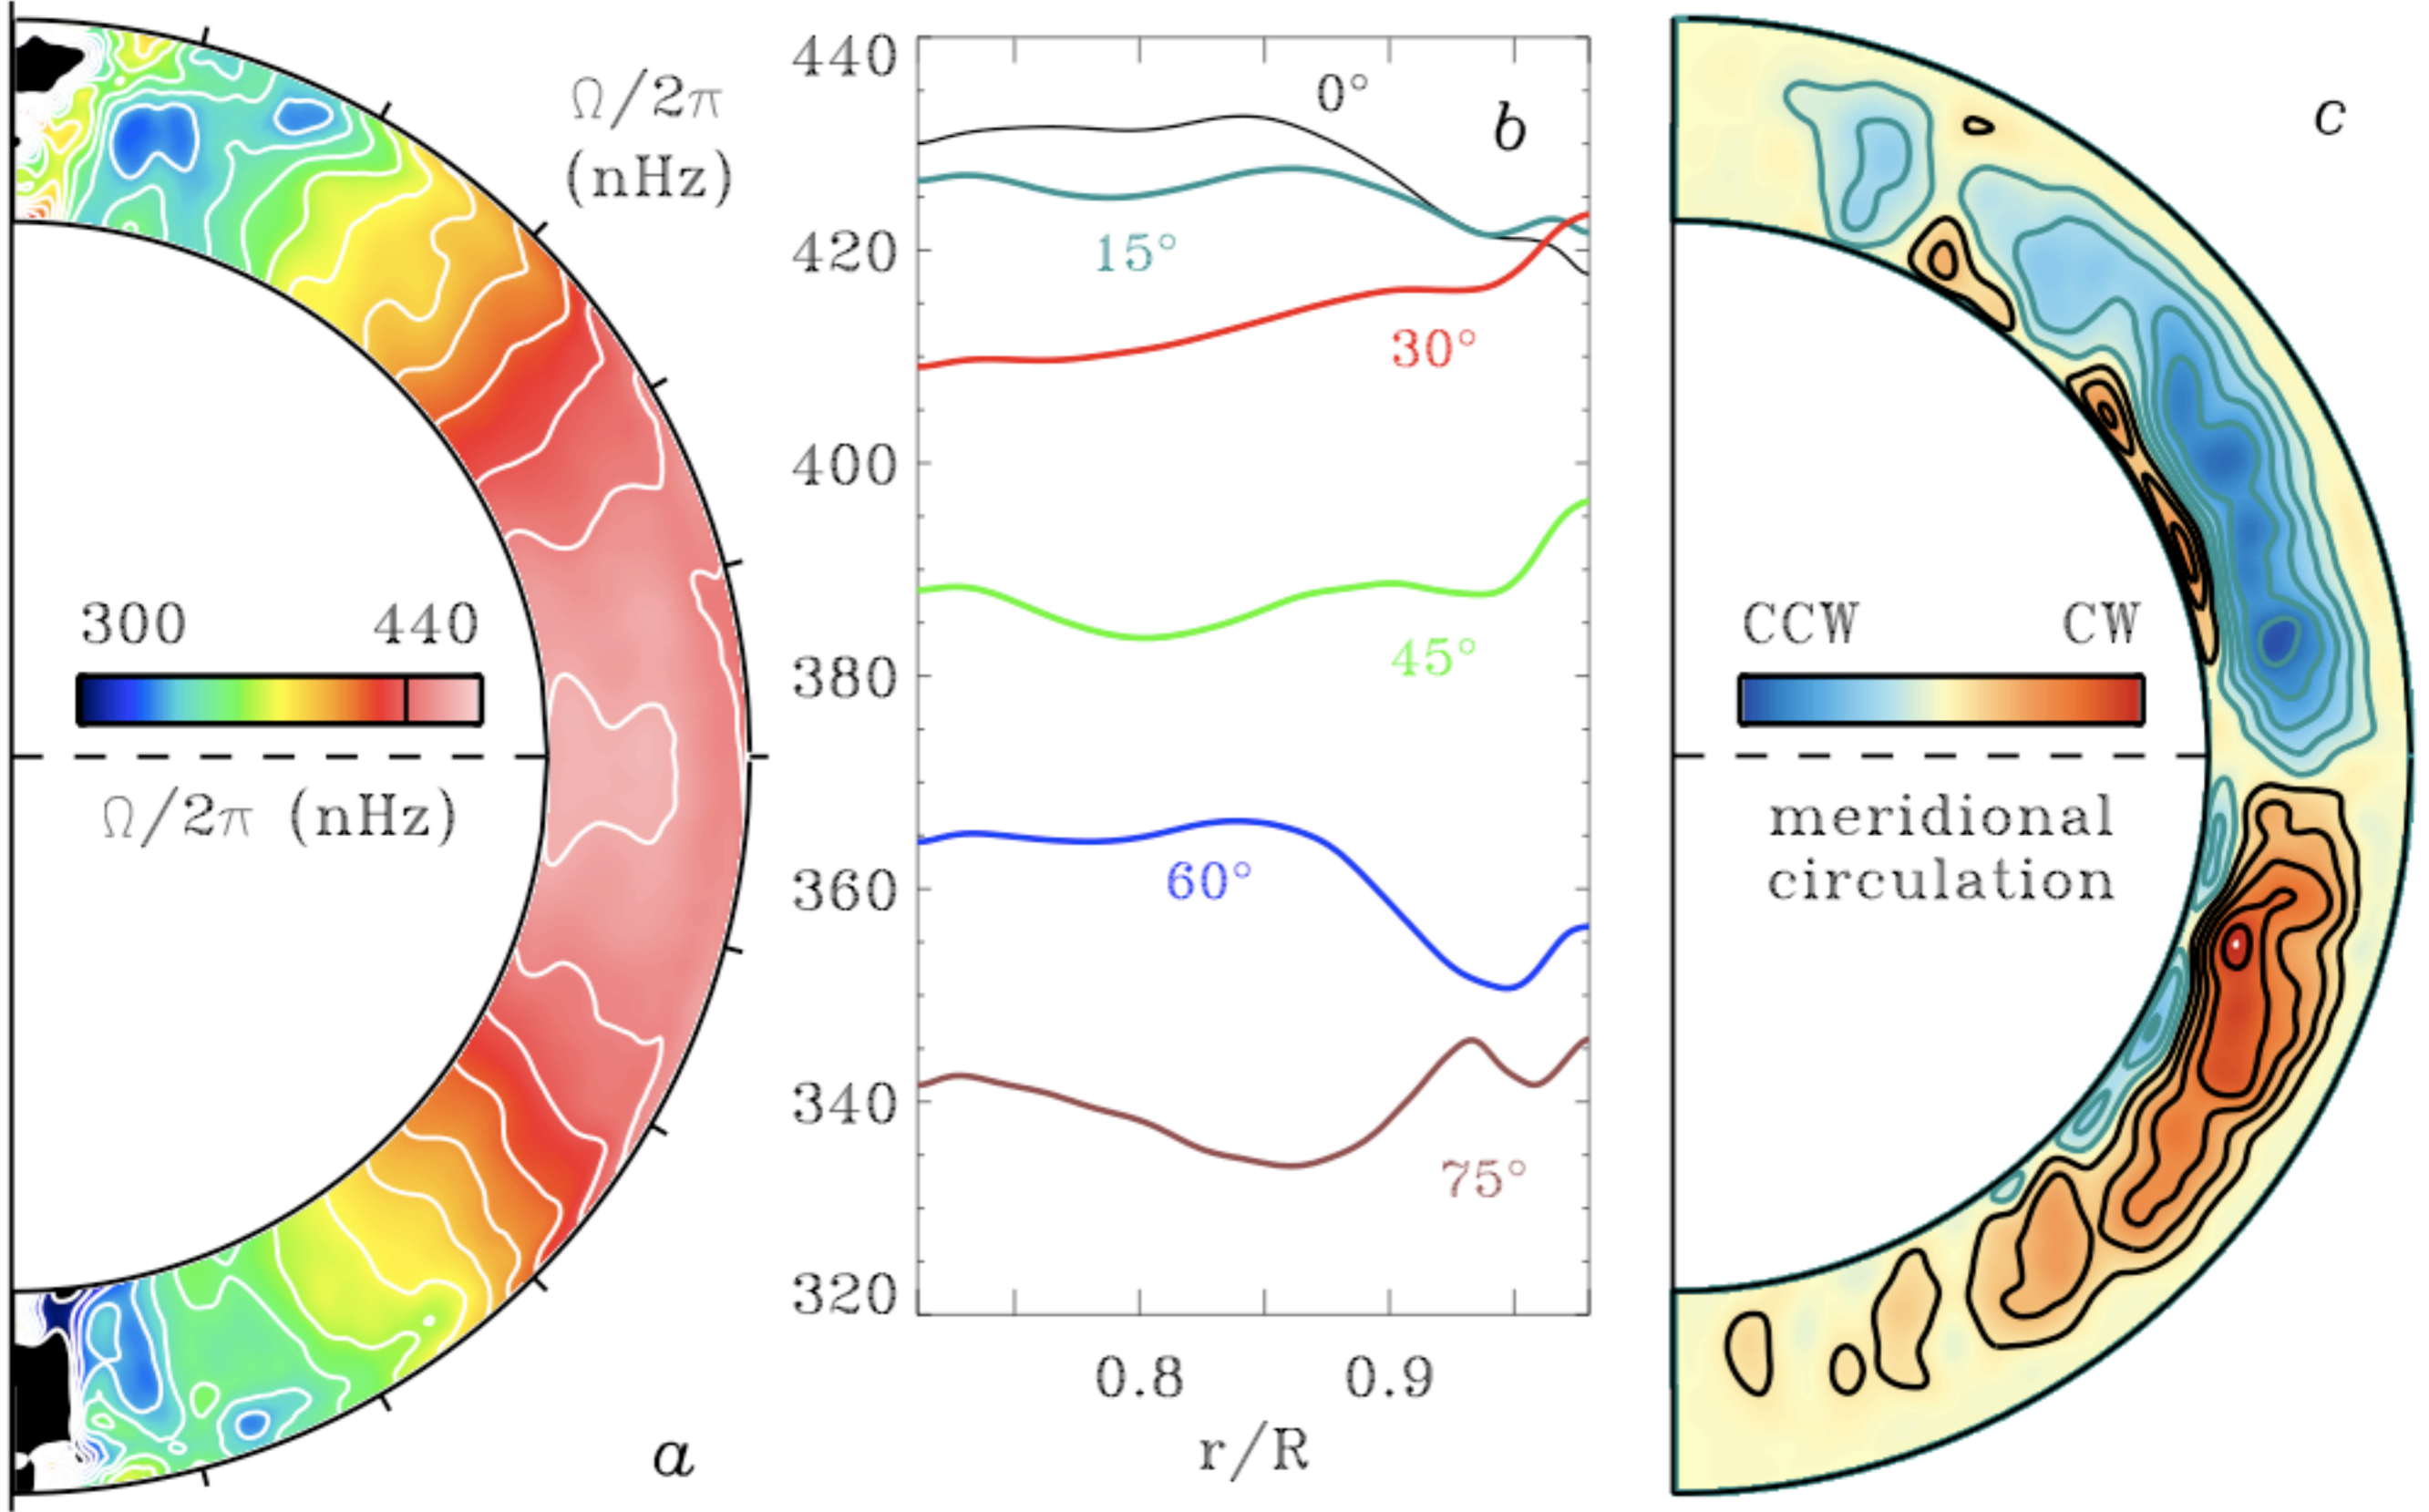 Ω/2π
(nHz)
300 440
Ω/2π (nHz)
a
440
420
400
380
360
340
320
0°
b
15°
30°
45°
60°
75°
0.8 0.9
r/R
c
CCW CW
meridional
circulation